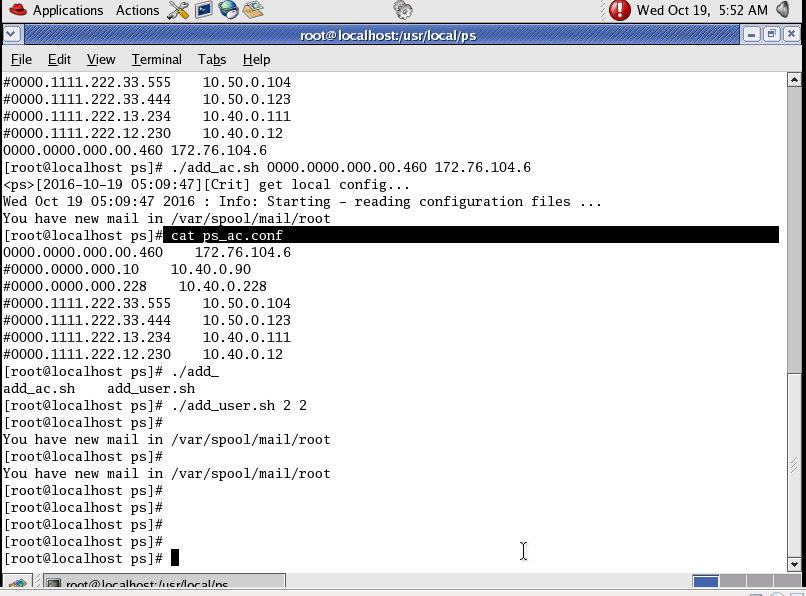 Applications Actions Wed Oct 19, 5:52 AM
root@localhost:/usr/local/ps
File Edit View Terminal Tabs Help
#0000.1111.222.33.555    10.50.0.104
#0000.1111.222.33.444    10.50.0.123
#0000.1111.222.13.234    10.40.0.111
#0000.1111.222.12.230    10.40.0.12
0000.0000.000.00.460 172.76.104.6
[root@localhost ps]# ./add_ac.sh 0000.0000.000.00.460 172.76.104.6
<ps>[2016-10-19 05:09:47][Crit] get local config...
Wed Oct 19 05:09:47 2016 : Info: Starting - reading configuration files ...
You have new mail in /var/spool/mail/root
[root@localhost ps]# cat ps_ac.conf
0000.0000.000.00.460    172.76.104.6
#0000.0000.000.10    10.40.0.90
#0000.0000.000.228    10.40.0.228
#0000.1111.222.33.555    10.50.0.104
#0000.1111.222.33.444    10.50.0.123
#0000.1111.222.13.234    10.40.0.111
#0000.1111.222.12.230    10.40.0.12
[root@localhost ps]# ./add_
add_ac.sh    add_user.sh
[root@localhost ps]# ./add_user.sh 2 2
[root@localhost ps]#
You have new mail in /var/spool/mail/root
[root@localhost ps]#
You have new mail in /var/spool/mail/root
[root@localhost ps]#
[root@localhost ps]#
[root@localhost ps]#
[root@localhost ps]#
[root@localhost ps]#
root@localhost:/usr/local/ps